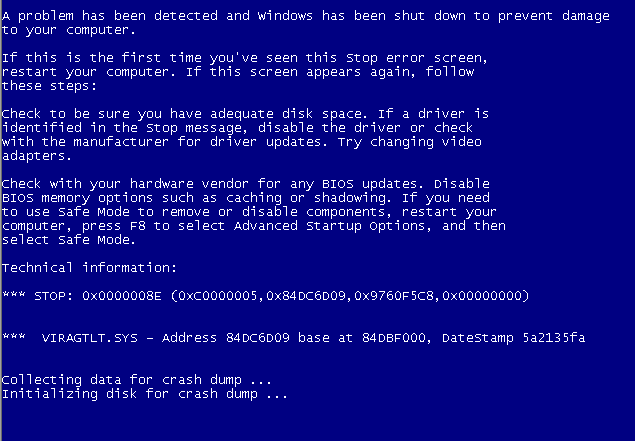 A problem has been detected and Windows has been shut down to prevent damage
to your computer.
If this is the first time you've seen this Stop error screen,
restart your computer. If this screen appears again, follow
these steps:
Check to be sure you have adequate disk space. If a driver is
identified in the Stop message, disable the driver or check
with the manufacturer for driver updates. Try changing video
adapters.
Check with your hardware vendor for any BIOS updates. Disable
BIOS memory options such as caching or shadowing. If you need
to use Safe Mode to remove or disable components, restart your
computer, press F8 to select Advanced Startup Options, and then
select Safe Mode.
Technical information:
*** STOP: 0x0000008E (0xC0000005,0x84DC6D09,0x9760F5C8,0x00000000)
***  VIRAGTLT.SYS - Address 84DC6D09 base at 84DBF000, DateStamp 5a2135fa
Collecting data for crash dump ...
Initializing disk for crash dump ...